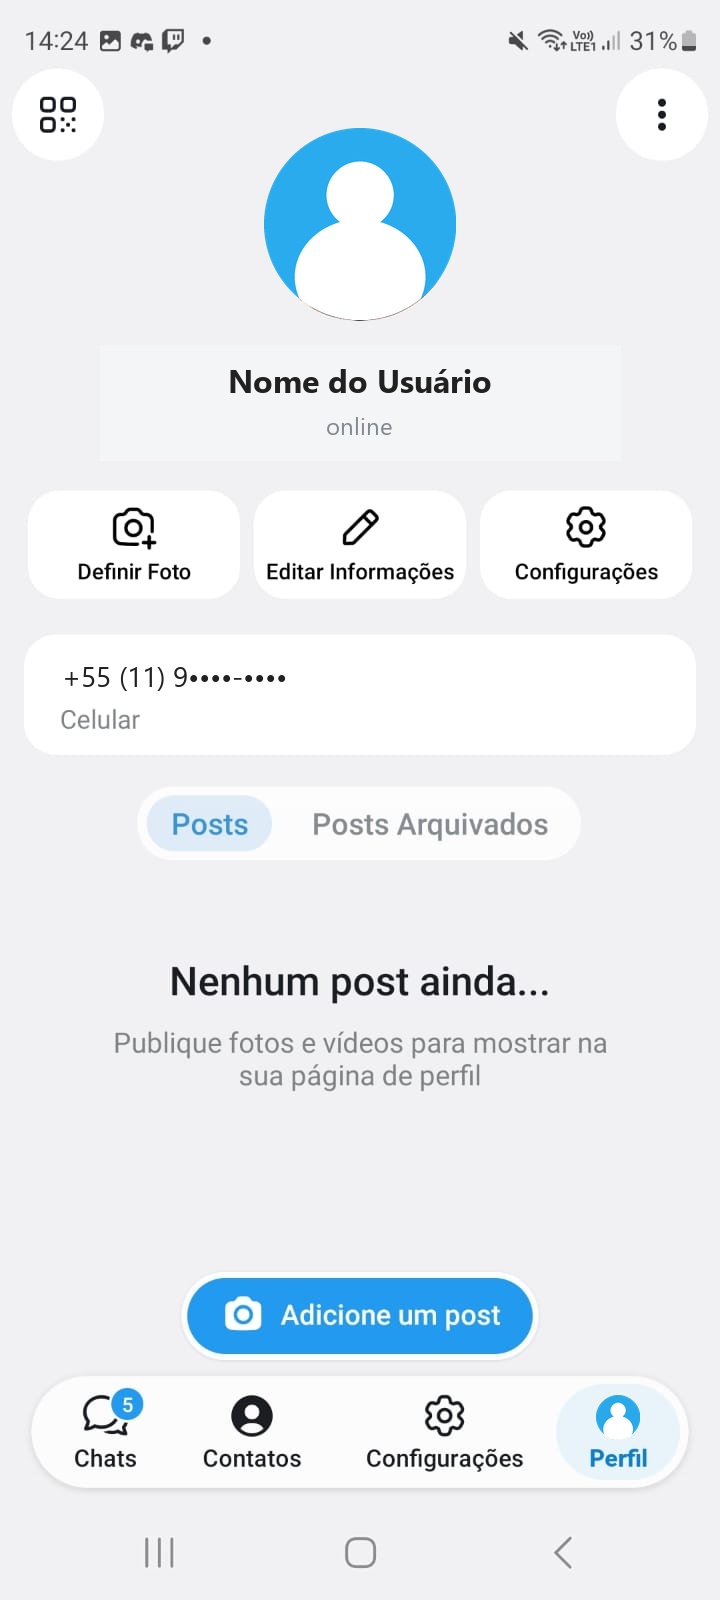 14:24
Vo))
LTE1
31%
Nome do Usuário
online
Definir Foto
Editar Informações
Configurações
+55 (11) 9••••-••••
Celular
Posts
Posts Arquivados
Nenhum post ainda...
Publique fotos e vídeos para mostrar na
sua página de perfil
Adicione um post
5
Chats
Contatos
Configurações
Perfil